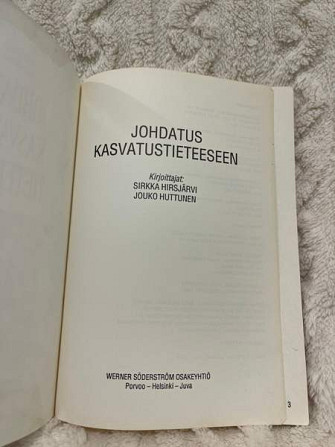 JOHDATUS
KASVATUSTIETEESEEN
Kirjoittajat:
SIRKKA HIRSJÄRVI
JOUKO HUTTUNEN
WERNER SÖDERSTRÖM OSAKEYHTIÖ
Porvoo – Helsinki – Juva
3